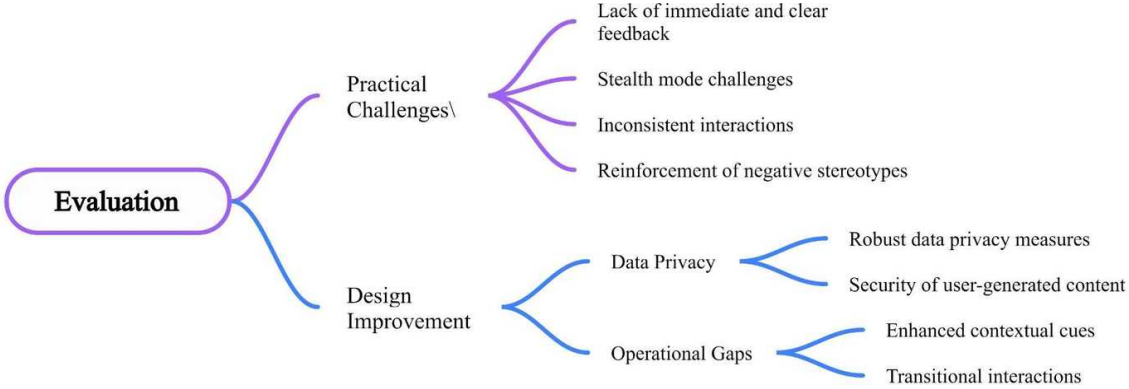 Evaluation
Practical
Challenges\
Lack of immediate and clear
feedback
Stealth mode challenges
Inconsistent interactions
Reinforcement of negative stereotypes
Design
Improvement
Data Privacy
Robust data privacy measures
Security of user-generated content
Operational Gaps
Enhanced contextual cues
Transitional interactions